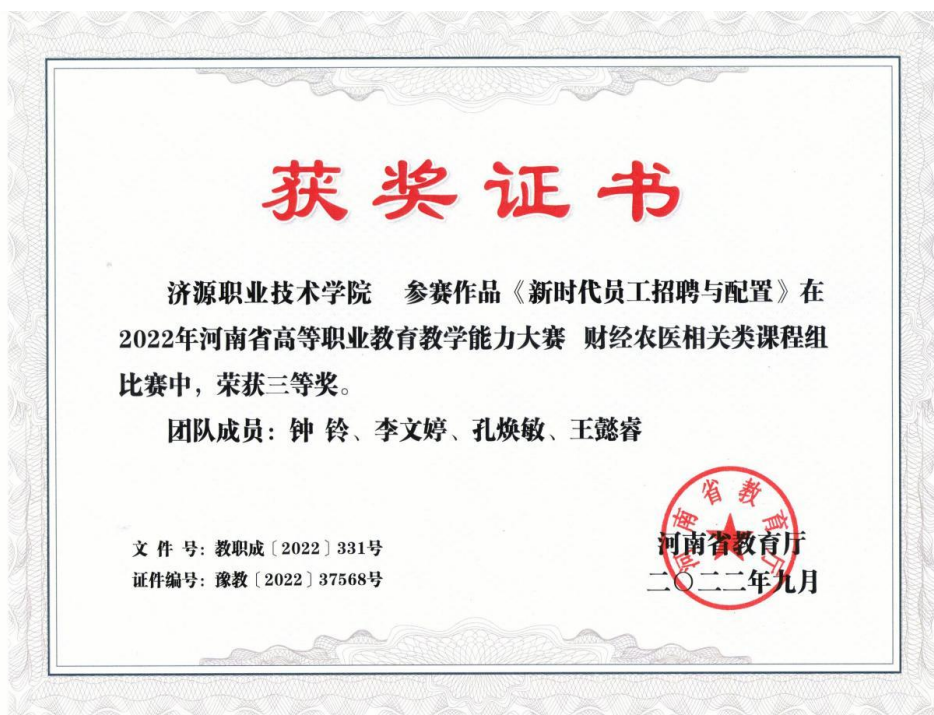 获奖证书
济源职业技术学院 参赛作品《新时代员工招聘与配置》在
2022年河南省高等职业教育教学能力大赛 财经农医相关类课程组
比赛中，荣获三等奖。
团队成员：钟 铃、李文婷、孔焕敏、王懿睿
文 件 号：教职成〔2022〕331号
证件编号：豫教〔2022〕37568号
河南省教育厅
河南省教育厅
二〇二二年九月